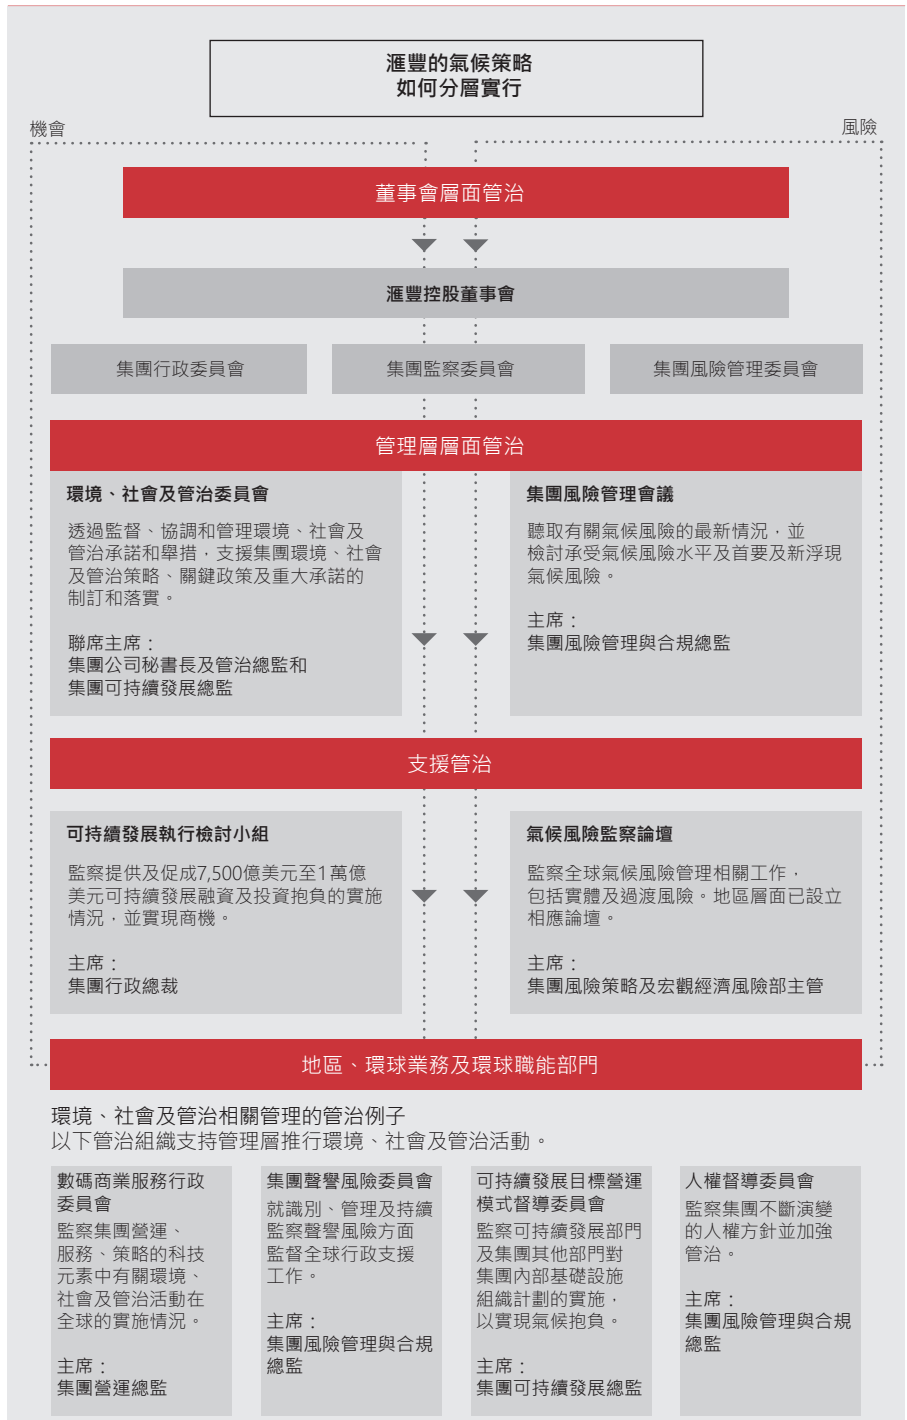 滙豐的氣候策略
如何分層實行
機會
風險
董事會層面管治
滙豐控股董事會
集團行政委員會
集團監察委員會
集團風險管理委員會
管理層層面管治
環境、社會及管治委員會
透過監督、協調和管理環境、社會及
管治承諾和舉措，支援集團環境、社會
及管治策略、關鍵政策及重大承諾的
制訂和落實。
聯席主席：
集團公司秘書長及管治總監和
集團可持續發展總監
集團風險管理會議
聽取有關氣候風險的最新情況，並
檢討承受氣候風險水平及首要及新浮現
氣候風險。
主席：
集團風險管理與合規總監
支援管治
可持續發展執行檢討小組
監察提供及促成7,500億美元至1萬億
美元可持續發展融資及投資抱負的實施
情況，並實現商機。
主席：
集團行政總裁
氣候風險監察論壇
監察全球氣候風險管理相關工作，
包括實體及過渡風險。地區層面已設立
相應論壇。
主席：
集團風險策略及宏觀經濟風險部主管
地區、環球業務及環球職能部門
環境、社會及管治相關管理的管治例子
以下管治組織支持管理層推行環境、社會及管治活動。
數碼商業服務行政
委員會
監察集團營運、
服務、策略的科技
元素中有關環境、
社會及管治活動在
全球的實施情況。
主席：
集團營運總監
集團聲譽風險委員會
就識別、管理及持續
監察聲譽風險方面
監督全球行政支援
工作。
主席：
集團風險管理與合規
總監
可持續發展目標營運
模式督導委員會
監察可持續發展部門
及集團其他部門對
集團內部基礎設施
組織計劃的實施，
以實現氣候抱負。
主席：
集團可持續發展總監
人權督導委員會
監察集團不斷演變
的人權方針並加強
管治。
主席：
集團風險管理與合規
總監